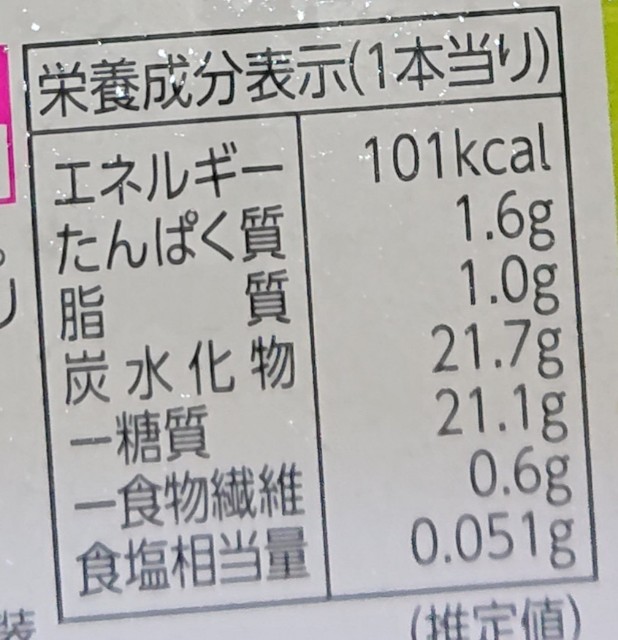 栄養成分表示(1本当り)
エネルギー 101kcal
たんぱく質 1.6g
脂質 1.0g
炭水化物 21.7g
ー糖質 21.1g
ー食物繊維 0.6g
食塩相当量 0.051g
(推定値)
装